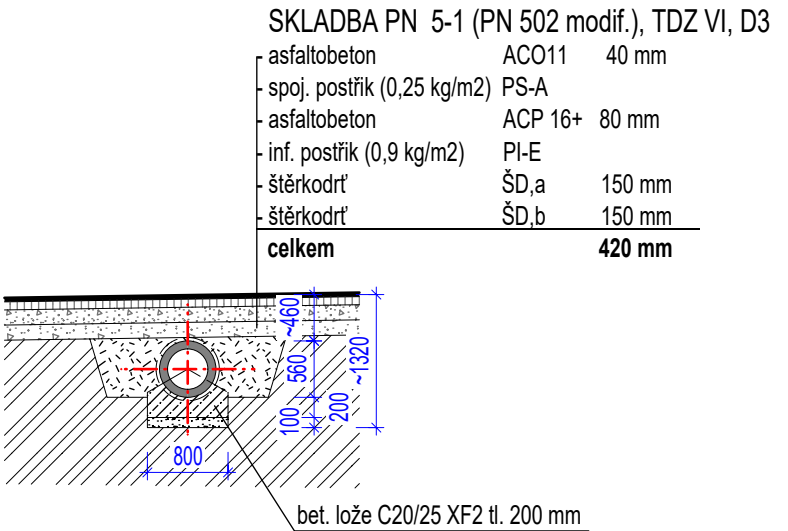 SKLADBA PN 5-1 (PN 502 modif.), TDZ VI, D3
- asfaltobeton ACO11 40 mm
- spoj. postřik (0,25 kg/m2) PS-A
- asfaltobeton ACP 16+ 80 mm
- inf. postřik (0,9 kg/m2) PI-E
- štěrkodrť ŠD,a 150 mm
- štěrkodrť ŠD,b 150 mm
celkem 420 mm
~460
560
~1320
100
200
800
bet. lože C20/25 XF2 tl. 200 mm